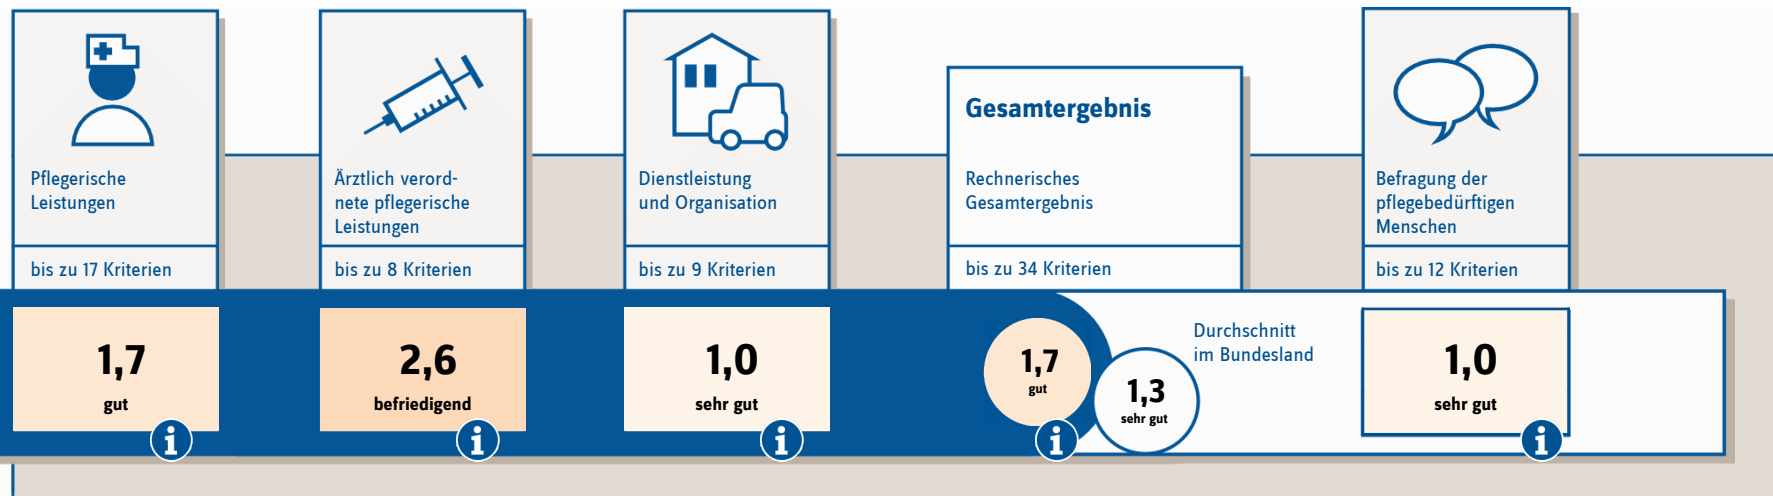 Pflegerische
Leistungen
bis zu 17 Kriterien
1,7
gut
i
Ärztlich verord-
nete pflegerische
Leistungen
bis zu 8 Kriterien
2,6
befriedigend
i
Dienstleistung
und Organisation
bis zu 9 Kriterien
1,0
sehr gut
i
Gesamtergebnis
Rechnerisches
Gesamtergebnis
bis zu 34 Kriterien
1,7
gut
i
1,3
sehr gut
Durchschnitt
im Bundesland
Befragung der
pflegebedürftigen
Menschen
bis zu 12 Kriterien
1,0
sehr gut
i